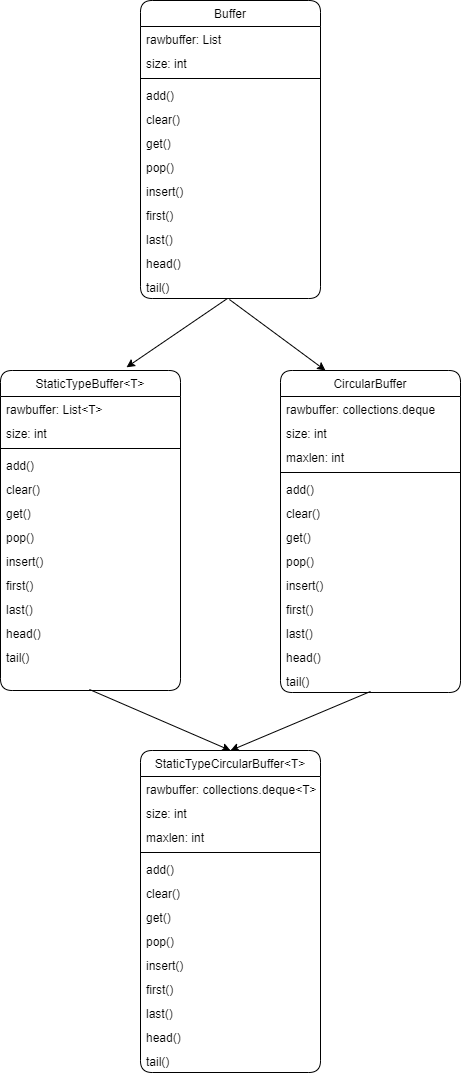 Buffer
rawbuffer: List
size: int
add()
clear()
get()
pop()
insert()
first()
last()
head()
tail()
StaticTypeBuffer<T>
rawbuffer: List<T>
size: int
add()
clear()
get()
pop()
insert()
first()
last()
head()
tail()
CircularBuffer
rawbuffer: collections.deque
size: int
maxlen: int
add()
clear()
get()
pop()
insert()
first()
last()
head()
tail()
StaticTypeCircularBuffer<T>
rawbuffer: collections.deque<T>
size: int
maxlen: int
add()
clear()
get()
pop()
insert()
first()
last()
head()
tail()